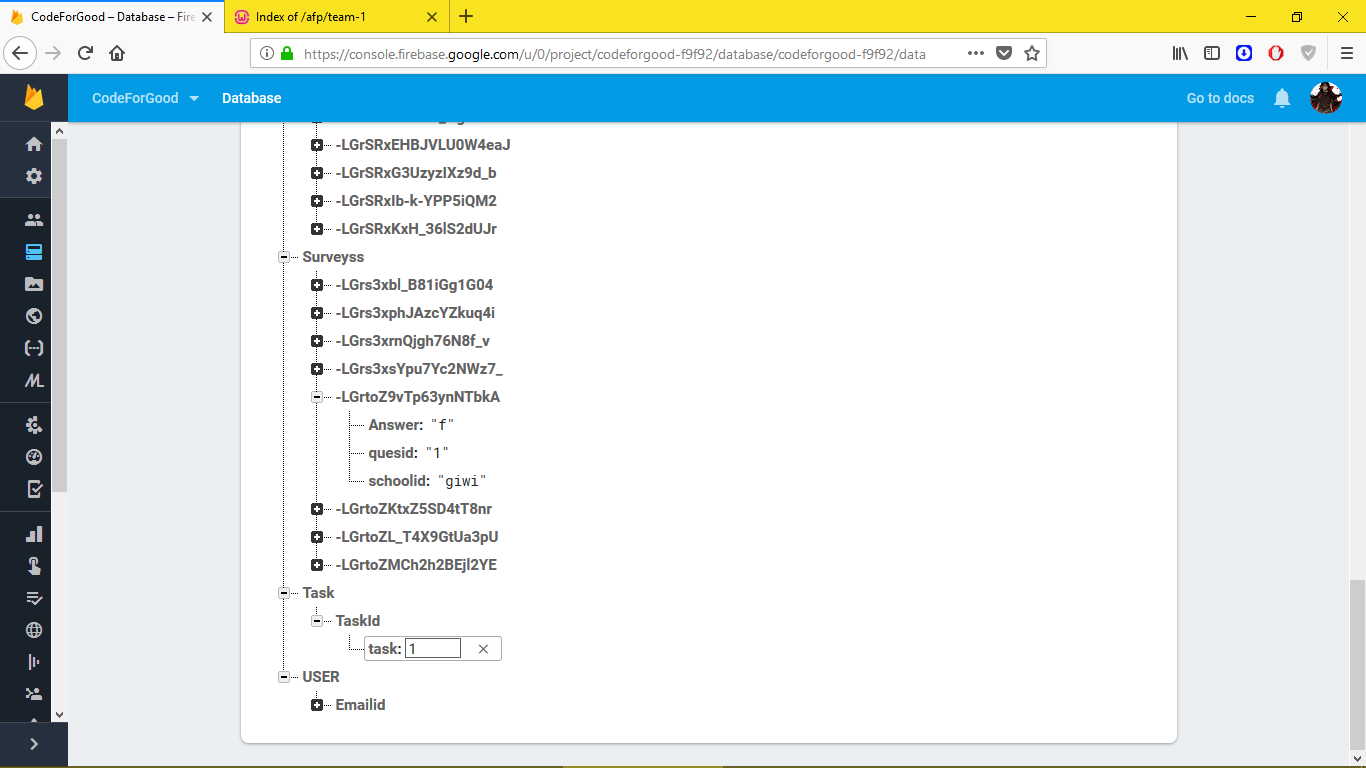 CodeForGood – Database – Fire
Index of /afp/team-1
https://console.firebase.google.com/u/0/project/codeforgood-f9f92/database/codeforgood-f9f92/data
CodeForGood
Database
Go to docs
-LGrSRxEHBJVLU0W4eaJ
-LGrSRxG3UzyzIXz9d_b
-LGrSRxIb-k-YPP5iQM2
-LGrSRxKxH_36lS2dUJr
Surveyss
-LGrs3xbl_B81iGg1G04
-LGrs3xphJAzcYZkuq4i
-LGrs3xrnQjgh76N8f_v
-LGrs3xsYpu7Yc2NWz7_
-LGrtoZ9vTp63ynNTbkA
Answer: "f"
quesid: "1"
schoolid: "giwi"
-LGrtoZKtxZ5SD4tT8nr
-LGrtoZL_T4X9GtUa3pU
-LGrtoZMCh2h2BEjl2YE
Task
TaskId
task: 1
USER
Emailid